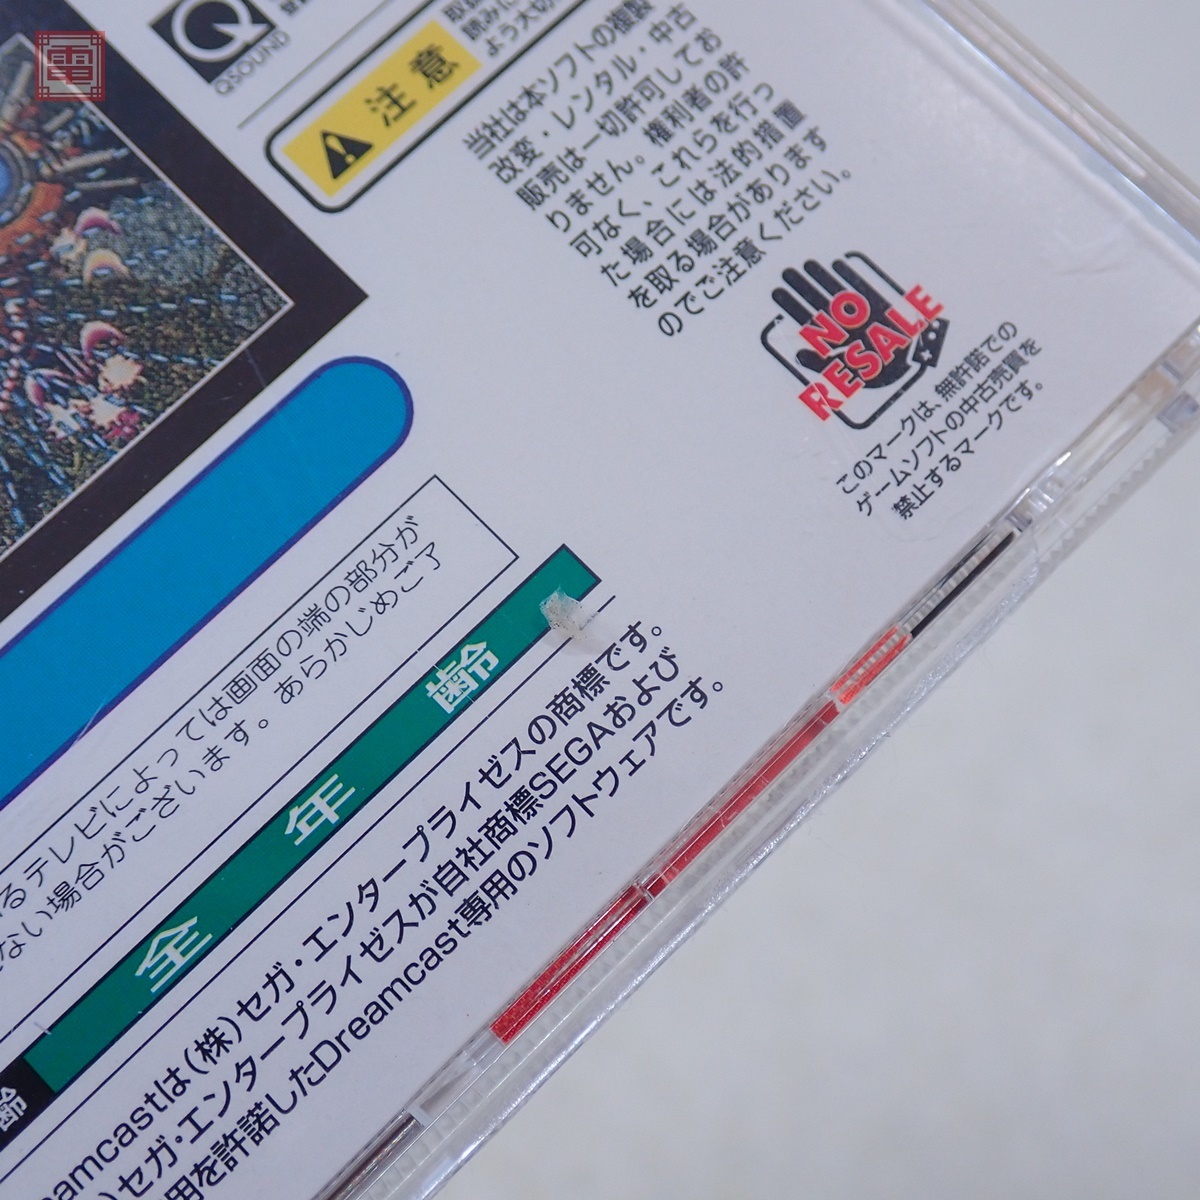 電
QSOUND
注意
当社は本ソフトの複製
改変・レンタル・中古
販売は一切許可してお
りません。権利者の許
可なく、これらを行っ
た場合には法的措置
を取る場合があります
のでご注意ください。
NO
RESALE
このマークは、無許諾での
ゲームソフトの中古売買を
禁止するマークです。
るテレビによっては画面の端の部分が
ない場合がございます。あらかじめご了
齢
全年齢
amcastは(株)セガ・エンタープライゼスの商標です。
)セガ・エンタープライゼスが自社商標SEGAおよび
用を許諾したDreamcast専用のソフトウェアです。